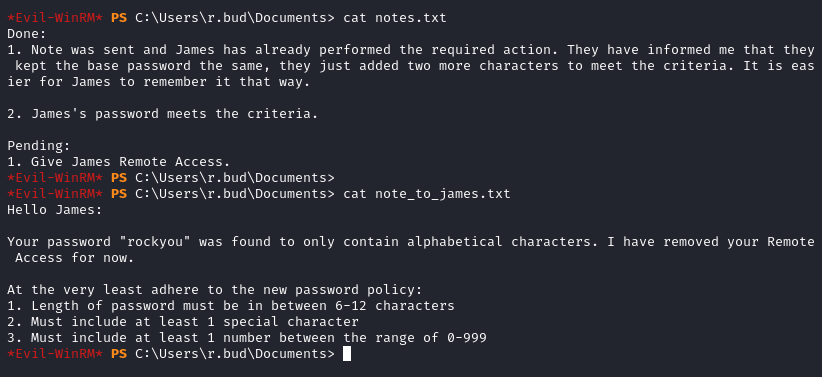 *Evil-WinRM* PS C:\Users\r.bud\Documents> cat notes.txt
Done:
1. Note was sent and James has already performed the required action. They have informed me that they
 kept the base password the same, they just added two more characters to meet the criteria. It is eas
ier for James to remember it that way.
2. James's password meets the criteria.
Pending:
1. Give James Remote Access.
*Evil-WinRM* PS C:\Users\r.bud\Documents>
*Evil-WinRM* PS C:\Users\r.bud\Documents> cat note_to_james.txt
Hello James:
Your password "rockyou" was found to only contain alphabetical characters. I have removed your Remote
 Access for now.
At the very least adhere to the new password policy:
1. Length of password must be in between 6-12 characters
2. Must include at least 1 special character
3. Must include at least 1 number between the range of 0-999
*Evil-WinRM* PS C:\Users\r.bud\Documents>